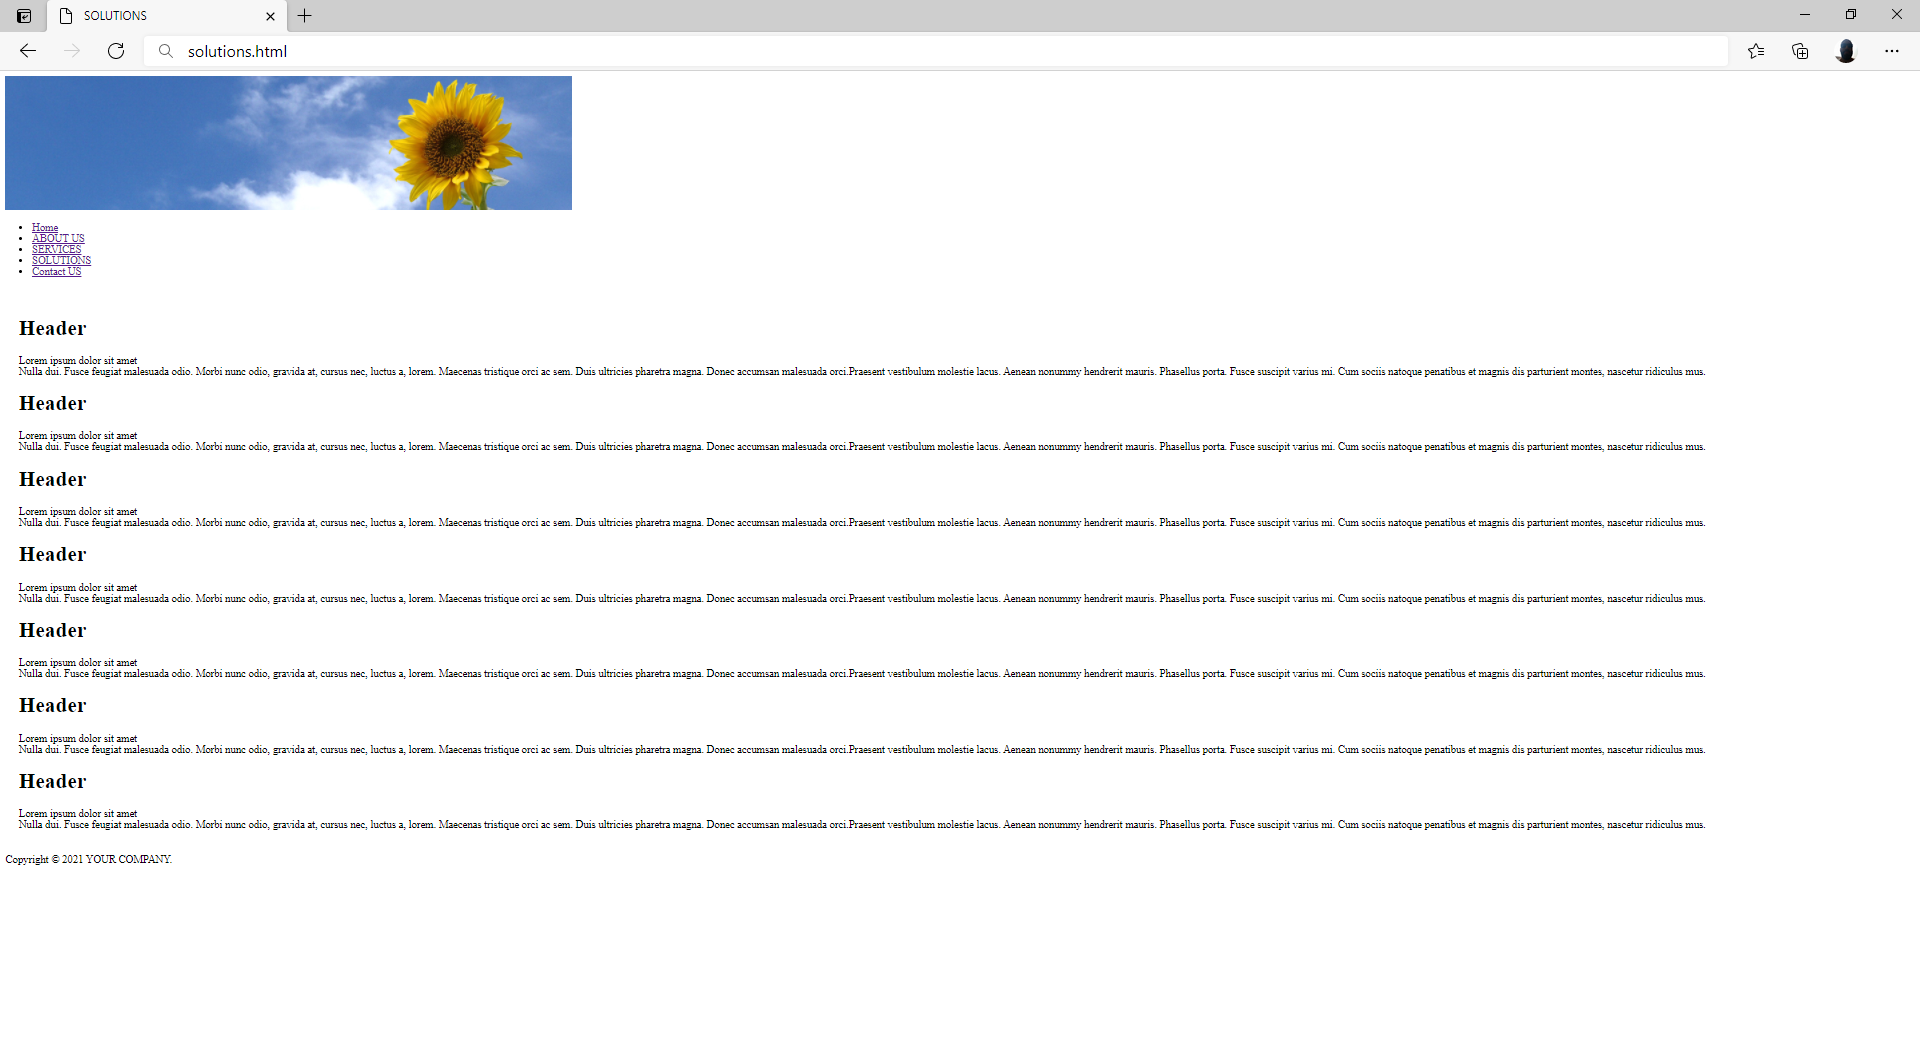 SOLUTIONS
solutions.html
Home
ABOUT US
SERVICES
SOLUTIONS
Contact US
Header
Lorem ipsum dolor sit amet
Nulla dui. Fusce feugiat malesuada odio. Morbi nunc odio, gravida at, cursus nec, luctus a, lorem. Maecenas tristique orci ac sem. Duis ultricies pharetra magna. Donec accumsan malesuada orci.Praesent vestibulum molestie lacus. Aenean nonummy hendrerit mauris. Phasellus porta. Fusce suscipit varius mi. Cum sociis natoque penatibus et magnis dis parturient montes, nascetur ridiculus mus.
Header
Lorem ipsum dolor sit amet
Nulla dui. Fusce feugiat malesuada odio. Morbi nunc odio, gravida at, cursus nec, luctus a, lorem. Maecenas tristique orci ac sem. Duis ultricies pharetra magna. Donec accumsan malesuada orci.Praesent vestibulum molestie lacus. Aenean nonummy hendrerit mauris. Phasellus porta. Fusce suscipit varius mi. Cum sociis natoque penatibus et magnis dis parturient montes, nascetur ridiculus mus.
Header
Lorem ipsum dolor sit amet
Nulla dui. Fusce feugiat malesuada odio. Morbi nunc odio, gravida at, cursus nec, luctus a, lorem. Maecenas tristique orci ac sem. Duis ultricies pharetra magna. Donec accumsan malesuada orci.Praesent vestibulum molestie lacus. Aenean nonummy hendrerit mauris. Phasellus porta. Fusce suscipit varius mi. Cum sociis natoque penatibus et magnis dis parturient montes, nascetur ridiculus mus.
Header
Lorem ipsum dolor sit amet
Nulla dui. Fusce feugiat malesuada odio. Morbi nunc odio, gravida at, cursus nec, luctus a, lorem. Maecenas tristique orci ac sem. Duis ultricies pharetra magna. Donec accumsan malesuada orci.Praesent vestibulum molestie lacus. Aenean nonummy hendrerit mauris. Phasellus porta. Fusce suscipit varius mi. Cum sociis natoque penatibus et magnis dis parturient montes, nascetur ridiculus mus.
Header
Lorem ipsum dolor sit amet
Nulla dui. Fusce feugiat malesuada odio. Morbi nunc odio, gravida at, cursus nec, luctus a, lorem. Maecenas tristique orci ac sem. Duis ultricies pharetra magna. Donec accumsan malesuada orci.Praesent vestibulum molestie lacus. Aenean nonummy hendrerit mauris. Phasellus porta. Fusce suscipit varius mi. Cum sociis natoque penatibus et magnis dis parturient montes, nascetur ridiculus mus.
Header
Lorem ipsum dolor sit amet
Nulla dui. Fusce feugiat malesuada odio. Morbi nunc odio, gravida at, cursus nec, luctus a, lorem. Maecenas tristique orci ac sem. Duis ultricies pharetra magna. Donec accumsan malesuada orci.Praesent vestibulum molestie lacus. Aenean nonummy hendrerit mauris. Phasellus porta. Fusce suscipit varius mi. Cum sociis natoque penatibus et magnis dis parturient montes, nascetur ridiculus mus.
Header
Lorem ipsum dolor sit amet
Nulla dui. Fusce feugiat malesuada odio. Morbi nunc odio, gravida at, cursus nec, luctus a, lorem. Maecenas tristique orci ac sem. Duis ultricies pharetra magna. Donec accumsan malesuada orci.Praesent vestibulum molestie lacus. Aenean nonummy hendrerit mauris. Phasellus porta. Fusce suscipit varius mi. Cum sociis natoque penatibus et magnis dis parturient montes, nascetur ridiculus mus.
Copyright © 2021 YOUR COMPANY.